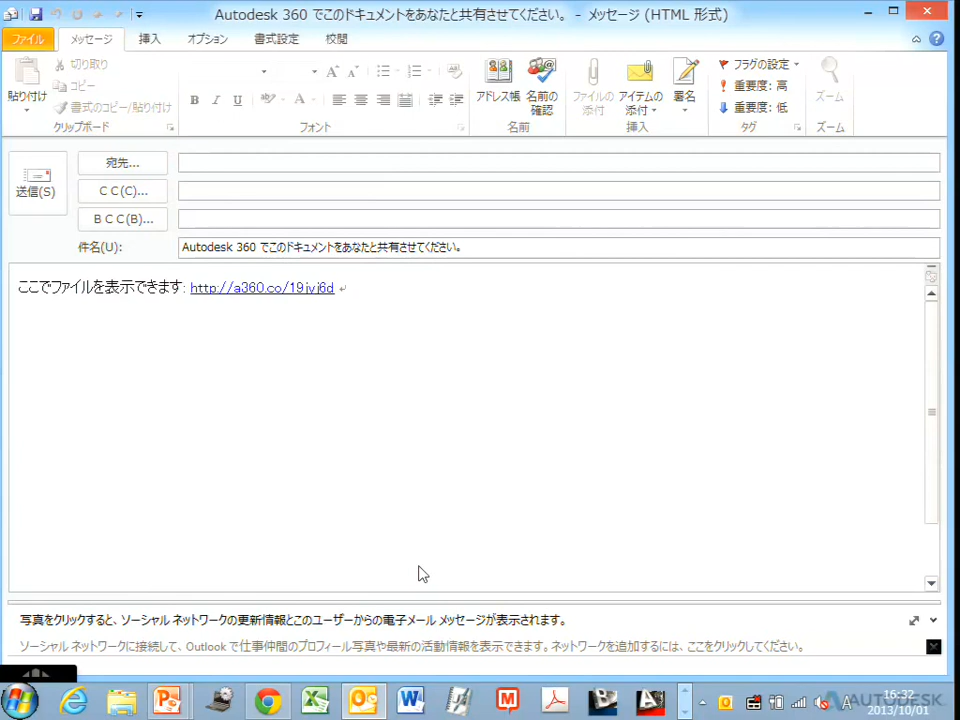 Autodesk 360 でこのドキュメントをあなたと共有させてください。 - メッセージ (HTML 形式)
ファイル メッセージ 挿入 オプション 書式設定 校閲
貼り付け
切り取り
コピー
書式のコピー/貼り付け
クリップボード
B I U
フォント
アドレス帳
名前の
確認
名前
ファイルの
添付
アイテムの
添付
署名
挿入
フラグの設定
重要度: 高
重要度: 低
タグ
ズーム
ズーム
送信(S)
宛先...
C C(C)...
B C C(B)...
件名(U):
Autodesk 360 でこのドキュメントをあなたと共有させてください。
ここでファイルを表示できます: http://a360.co/19jvj6d
写真をクリックすると、ソーシャル ネットワークの更新情報とこのユーザーからの電子メール メッセージが表示されます。
ソーシャル ネットワークに接続して、Outlook で仕事仲間のプロフィール写真や最新の活動情報を表示できます。ネットワークを追加するには、ここをクリックしてください。
16:32
2013/10/01
AUTODESK